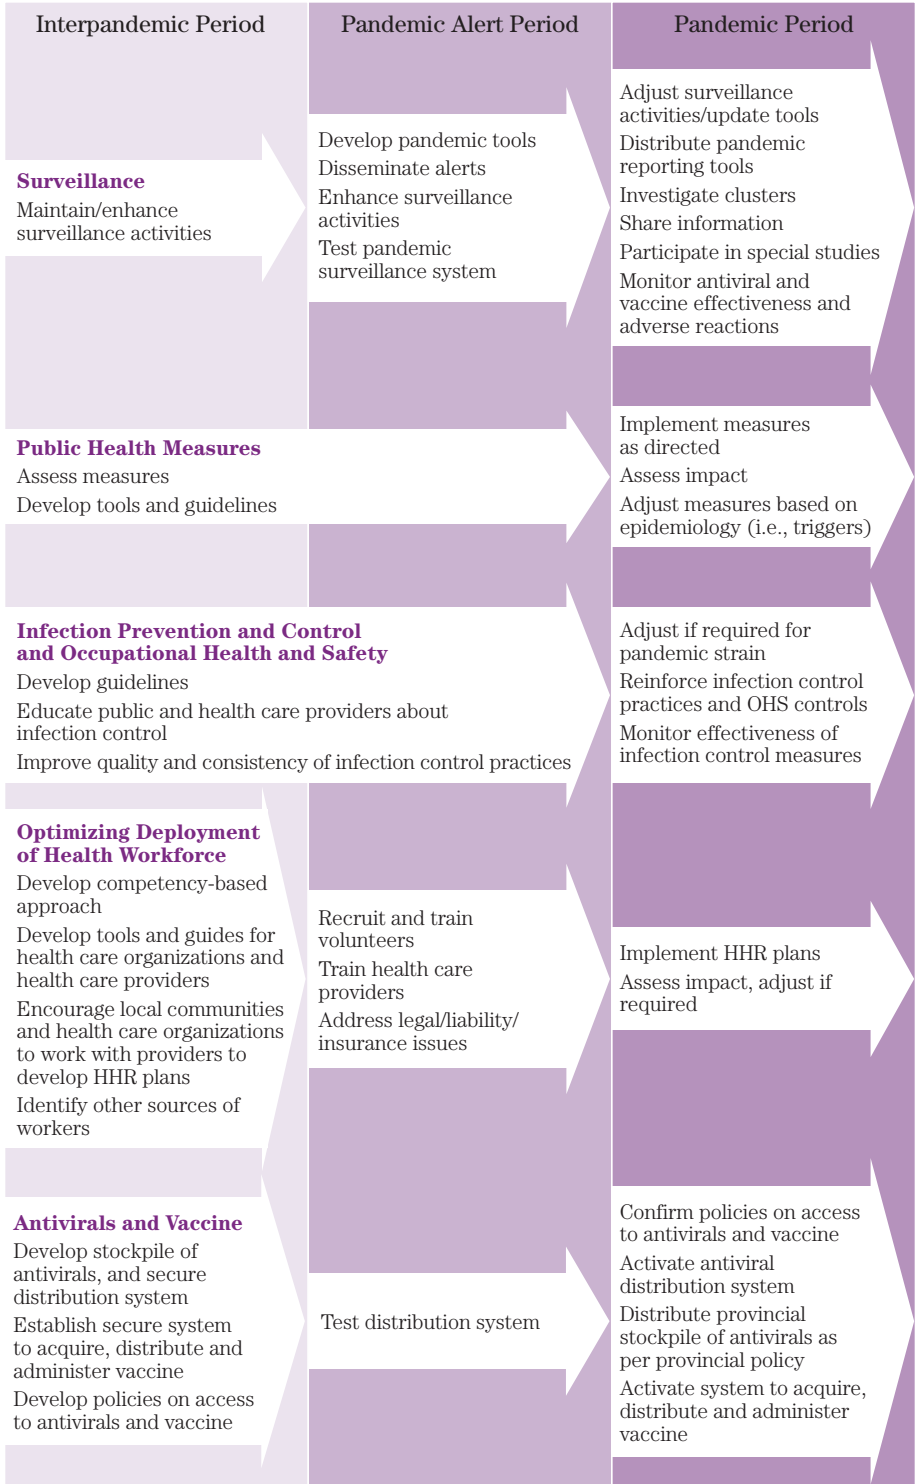 Interpandemic Period
Pandemic Alert Period
Pandemic Period
Surveillance
Maintain/enhance
surveillance activities
Develop pandemic tools
Disseminate alerts
Enhance surveillance
activities
Test pandemic
surveillance system
Adjust surveillance
activities/update tools
Distribute pandemic
reporting tools
Investigate clusters
Share information
Participate in special studies
Monitor antiviral and
vaccine effectiveness and
adverse reactions
Public Health Measures
Assess measures
Develop tools and guidelines
Implement measures
as directed
Assess impact
Adjust measures based on
epidemiology (i.e., triggers)
Infection Prevention and Control
and Occupational Health and Safety
Develop guidelines
Educate public and health care providers about
infection control
Improve quality and consistency of infection control practices
Adjust if required for
pandemic strain
Reinforce infection control
practices and OHS controls
Monitor effectiveness of
infection control measures
Optimizing Deployment
of Health Workforce
Develop competency-based
approach
Develop tools and guides for
health care organizations and
health care providers
Encourage local communities
and health care organizations
to work with providers to
develop HHR plans
Identify other sources of
workers
Recruit and train
volunteers
Train health care
providers
Address legal/liability/
insurance issues
Implement HHR plans
Assess impact, adjust if
required
Antivirals and Vaccine
Develop stockpile of
antivirals, and secure
distribution system
Establish secure system
to acquire, distribute and
administer vaccine
Develop policies on access
to antivirals and vaccine
Test distribution system
Confirm policies on access
to antivirals and vaccine
Activate antiviral
distribution system
Distribute provincial
stockpile of antivirals as
per provincial policy
Activate system to acquire,
distribute and administer
vaccine